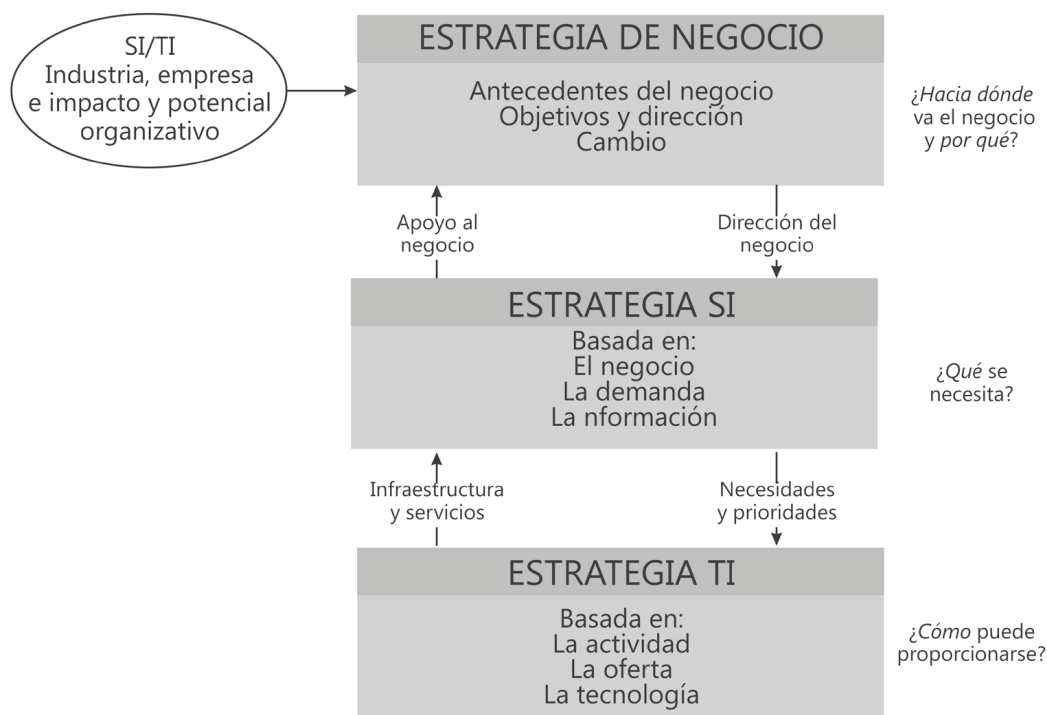 SI/TI
Industria, empresa
e impacto y potencial
organizativo
ESTRATEGIA DE NEGOCIO
Antecedentes del negocio
Objetivos y dirección
Cambio
¿Hacia dónde
va el negocio
y por qué?
Apoyo al
negocio
Dirección del
negocio
ESTRATEGIA SI
Basada en:
El negocio
La demanda
La nformación
¿Qué se
necesita?
Infraestructura
y servicios
Necesidades
y prioridades
ESTRATEGIA TI
Basada en:
La actividad
La oferta
La tecnología
¿Cómo puede
proporcionarse?